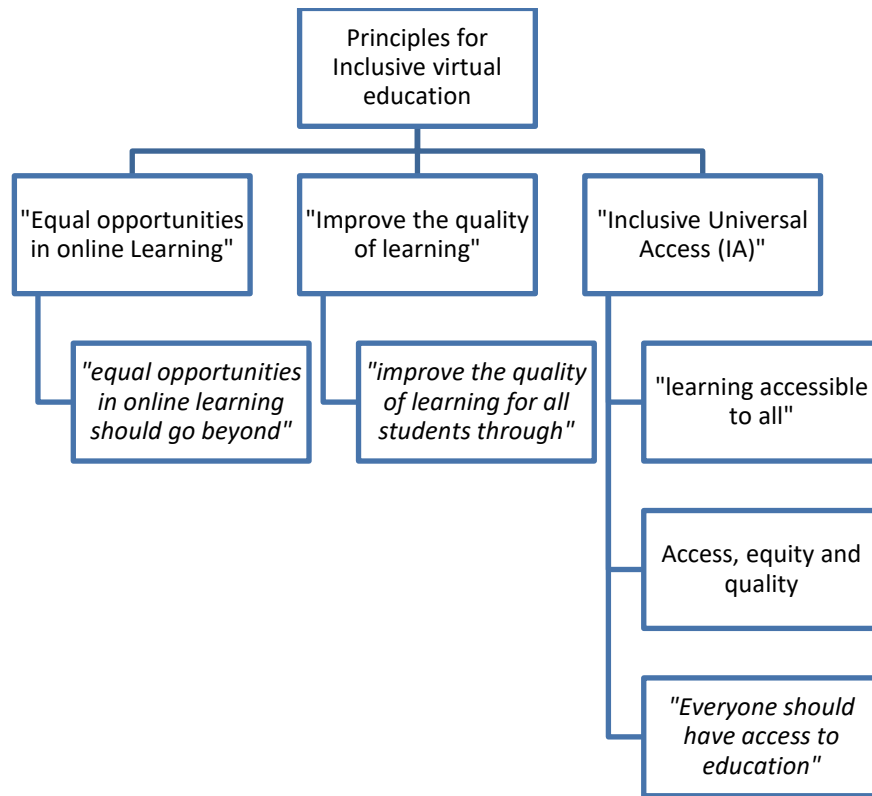 Principles for
Inclusive virtual
education
"Equal opportunities
in online Learning"
"Improve the quality
of learning"
"Inclusive Universal
Access (IA)"
"equal opportunities
in online learning
should go beyond"
"improve the quality
of learning for all
students through"
"learning accessible
to all"
Access, equity and
quality
"Everyone should
have access to
education"